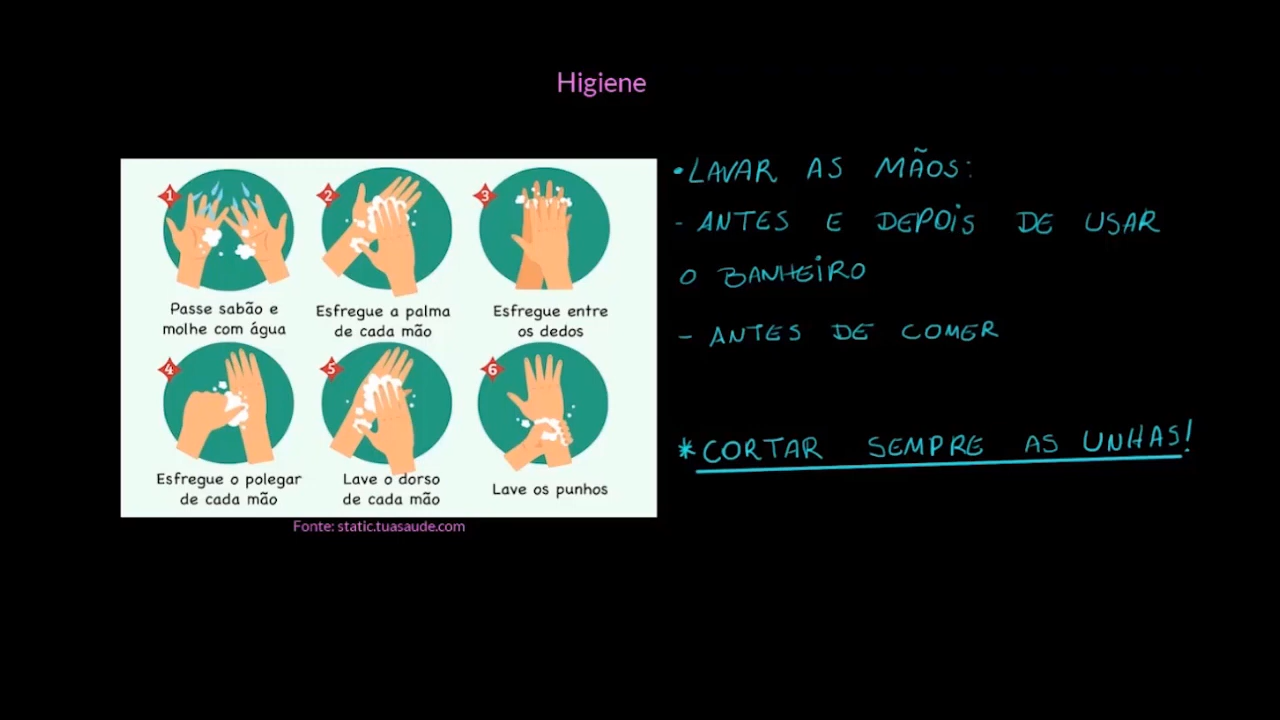 Higiene
1
Passe sabão e
molhe com água
2
Esfregue a palma
de cada mão
3
Esfregue entre
os dedos
4
Esfregue o polegar
de cada mão
5
Lave o dorso
de cada mão
6
Lave os punhos
Fonte: static.tuasaude.com
•LAVAR AS MÃOS:
- ANTES E DEPOIS DE USAR
O BANHEIRO
- ANTES DE COMER
*CORTAR SEMPRE AS UNHAS!